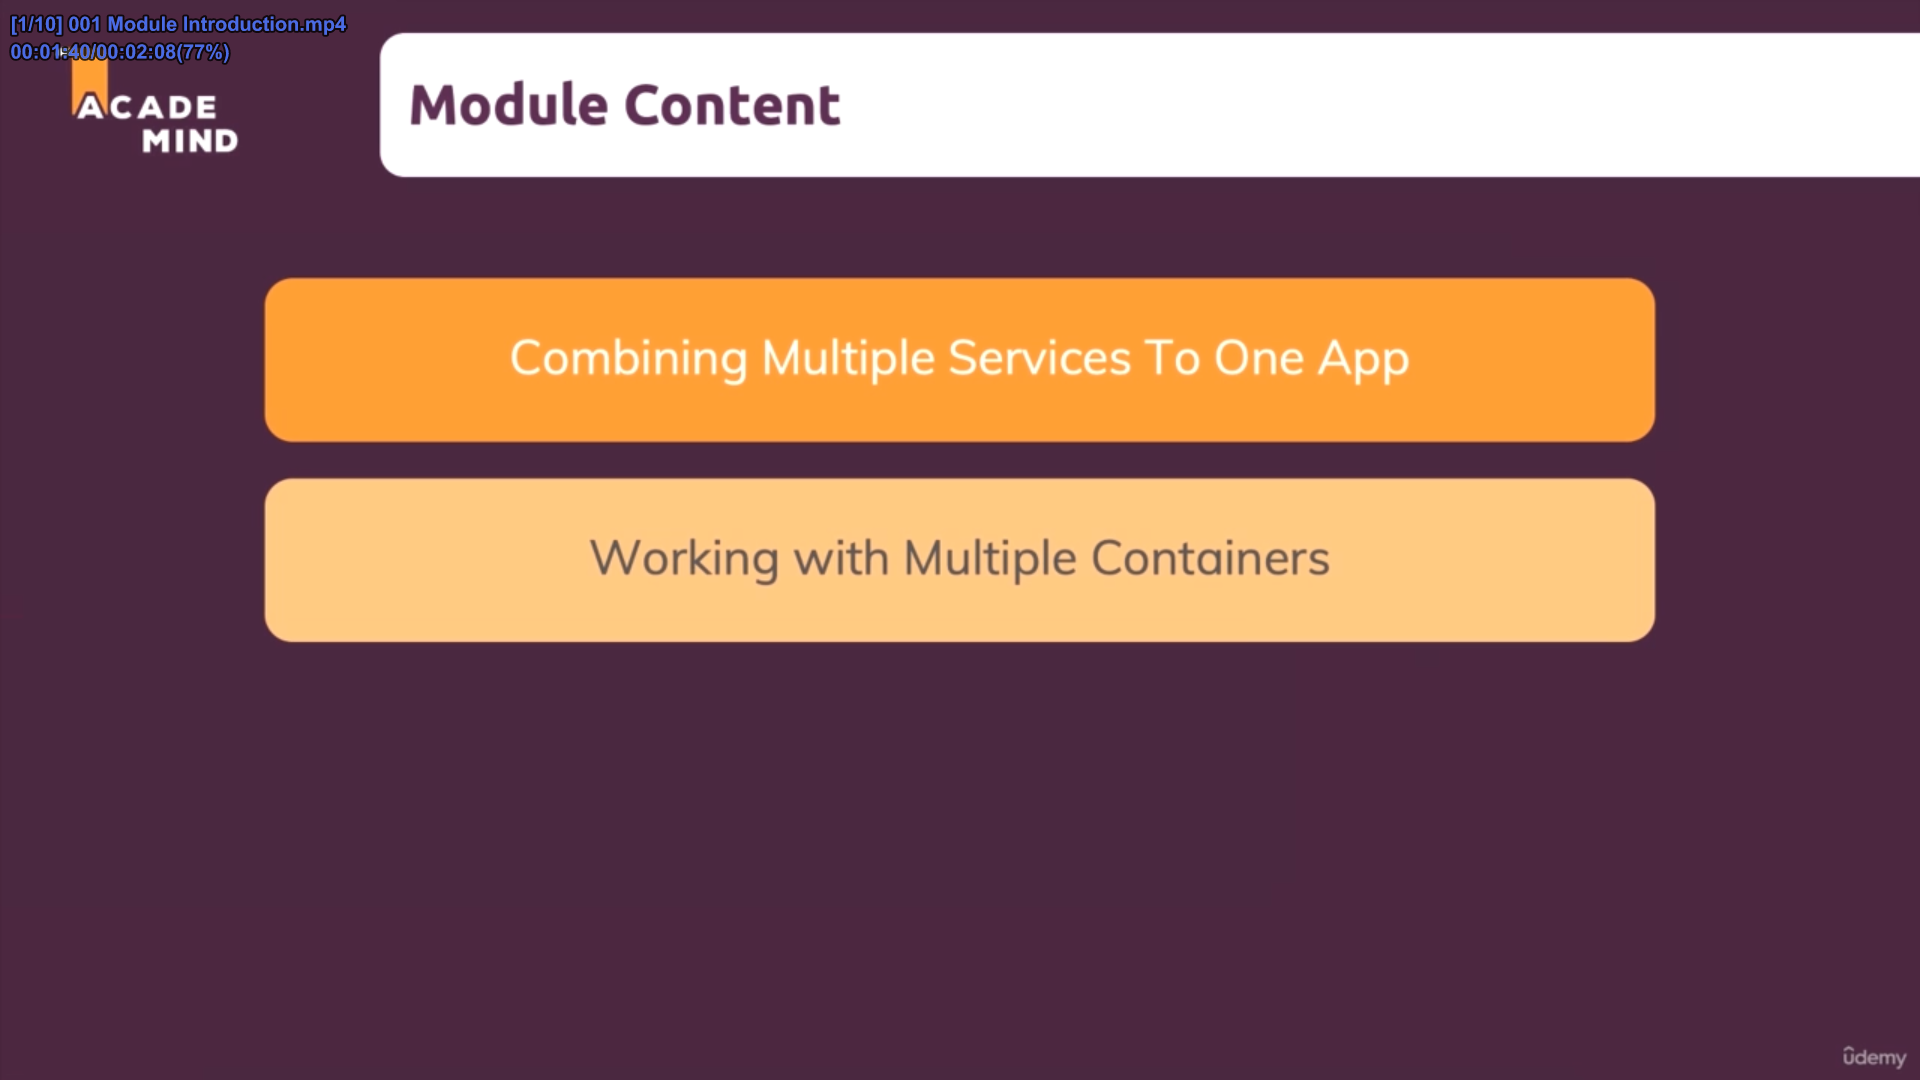 [1/10] 001 Module Introduction.mp4
00:01:40/00:02:08(77%)
ACADE
MIND
Module Content
Combining Multiple Services To One App
Working with Multiple Containers
ûdemy